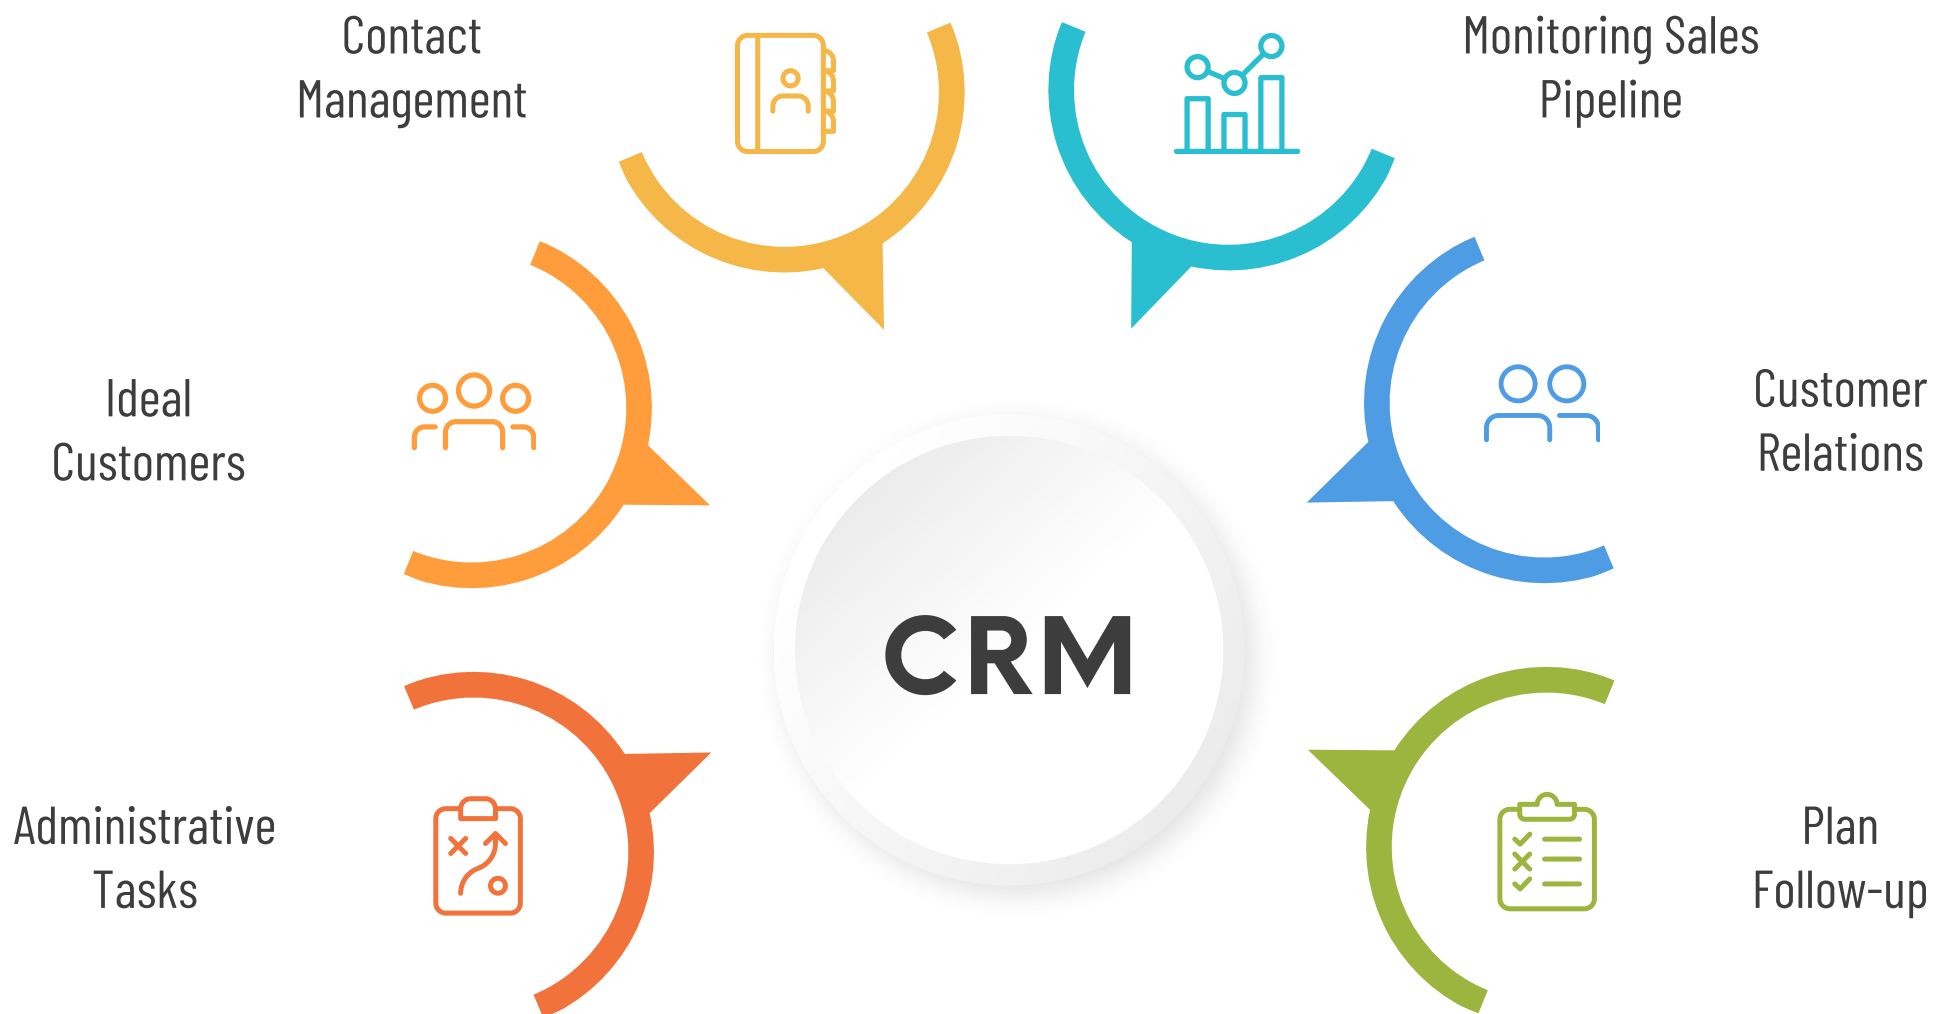 Contact
Management
Monitoring Sales
Pipeline
Ideal
Customers
Customer
Relations
CRM
Administrative
Tasks
Plan
Follow-up